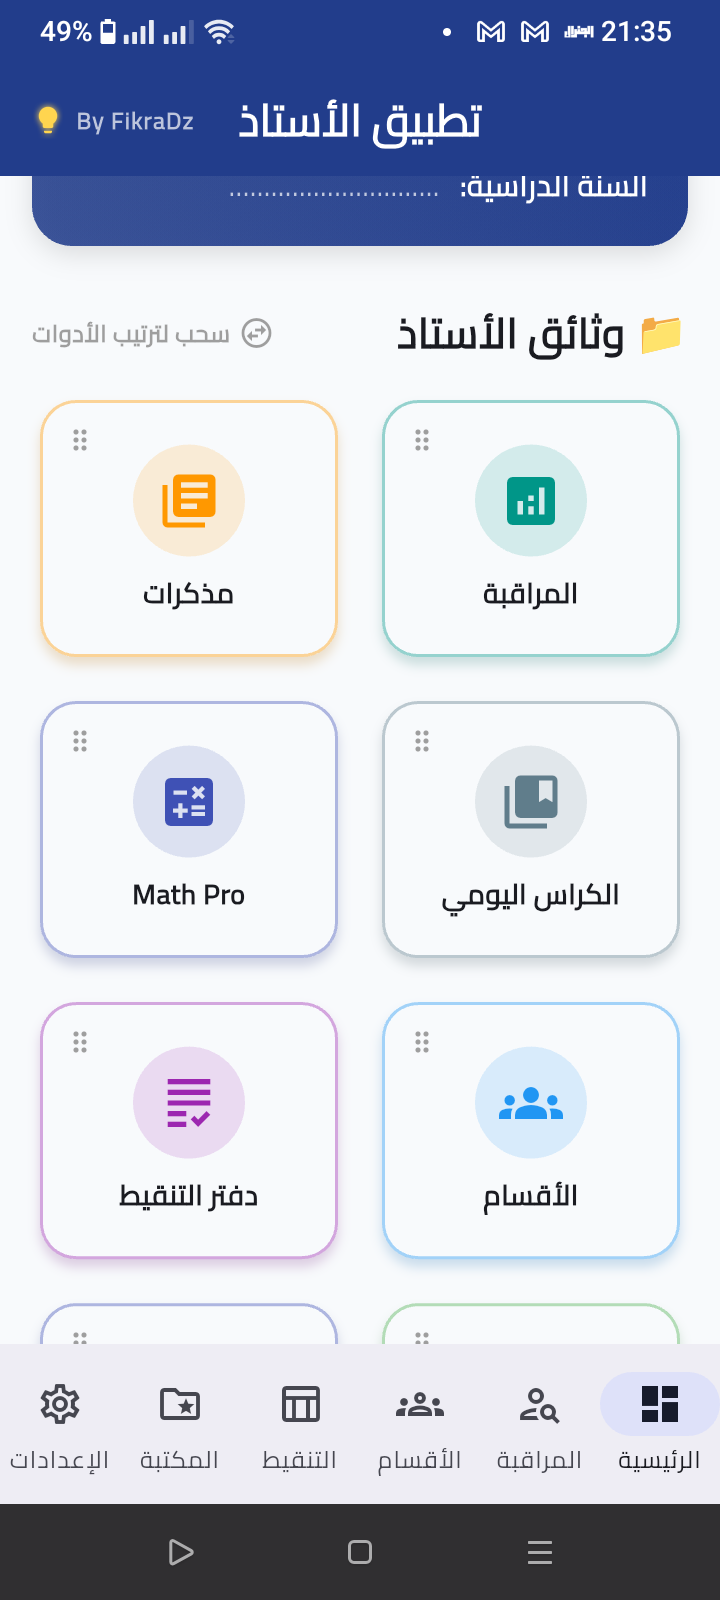 49% 21:35
تطبيق الأستاذ By FikraDz
السنة الدراسية: ..............................
📁 وثائق الأستاذ
سحب لترتيب الأدوات
المراقبة
مذكرات
الكراس اليومي
Math Pro
الأقسام
دفتر التنقيط
الرئيسية
المراقبة
الأقسام
التنقيط
المكتبة
الإعدادات